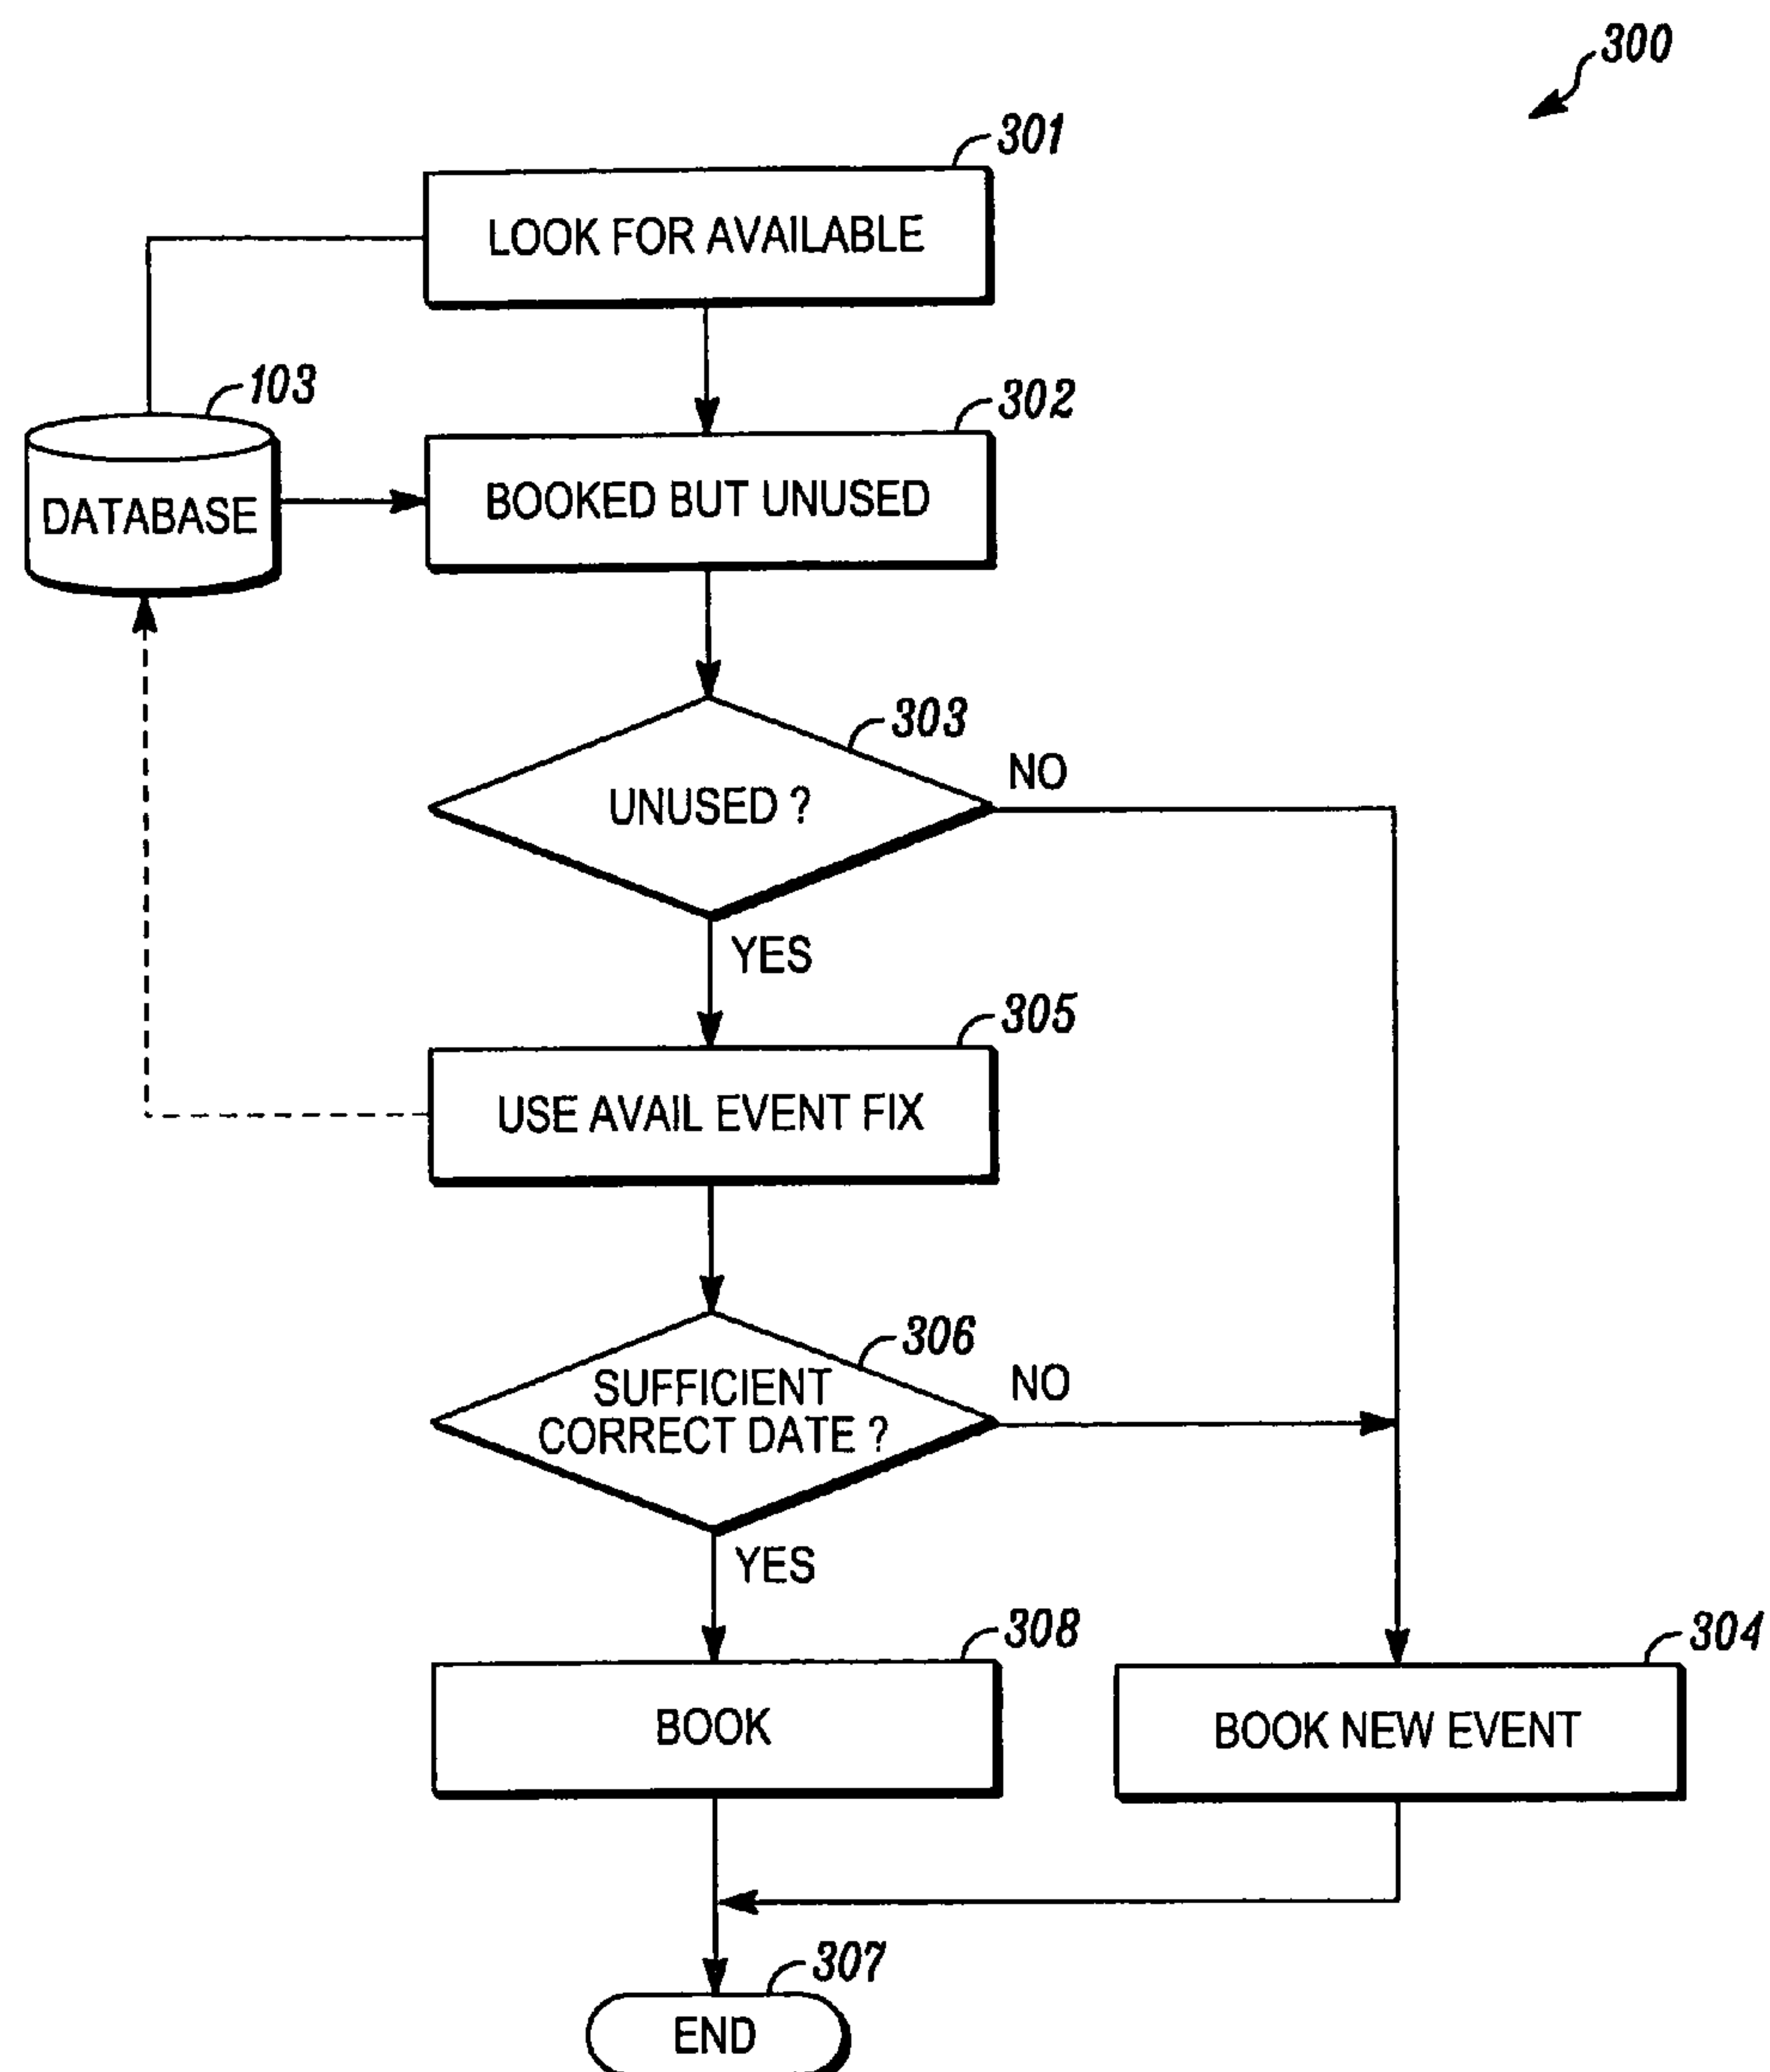 300
301
LOOK FOR AVAILABLE
103
DATABASE
302
BOOKED BUT UNUSED
303
UNUSED ?
NO
YES
305
USE AVAIL EVENT FIX
306
SUFFICIENT
CORRECT DATE ?
NO
YES
308
BOOK
304
BOOK NEW EVENT
307
END